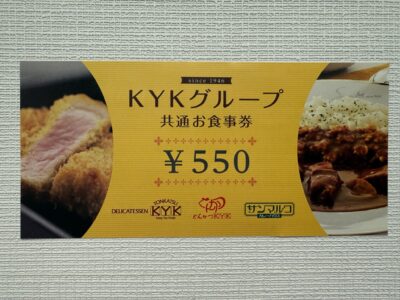 since 1946
KYKグループ
共通お食事券
¥550
DELICATESSEN
TONKATSU
KYK
とんかつKYK
サンマルコ